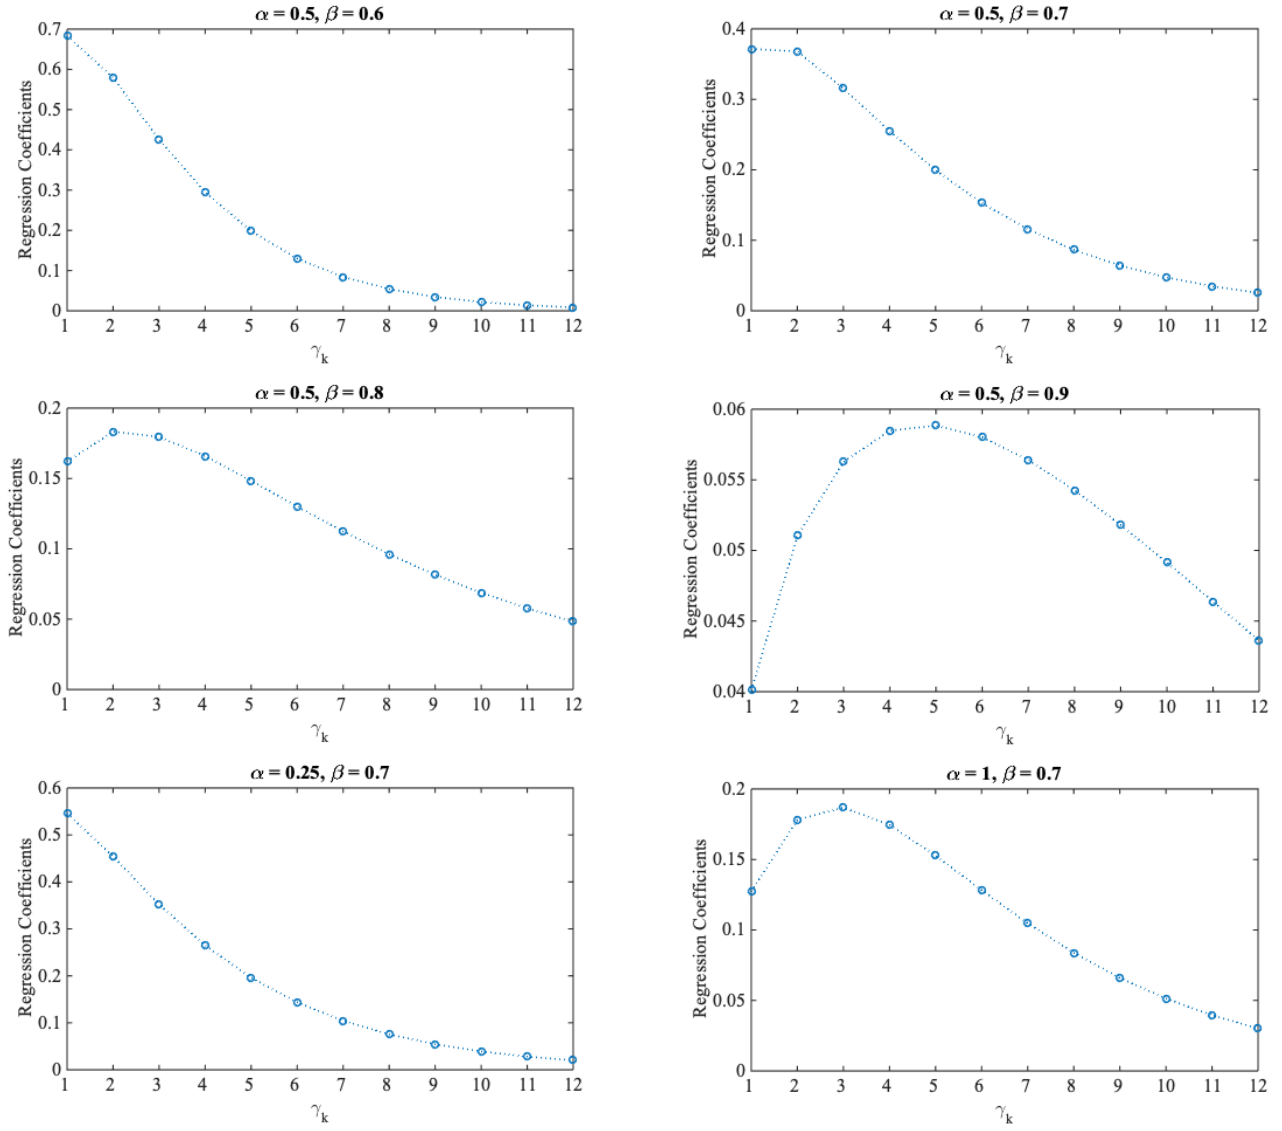 α = 0.5, β = 0.6
0.7
0.6
0.5
0.4
0.3
0.2
0.1
0
Regression Coefficients
1 2 3 4 5 6 7 8 9 10 11 12
γk
α = 0.5, β = 0.7
0.4
0.3
0.2
0.1
0
Regression Coefficients
1 2 3 4 5 6 7 8 9 10 11 12
γk
α = 0.5, β = 0.8
0.2
0.15
0.1
0.05
0
Regression Coefficients
1 2 3 4 5 6 7 8 9 10 11 12
γk
α = 0.5, β = 0.9
0.06
0.055
0.05
0.045
0.04
Regression Coefficients
1 2 3 4 5 6 7 8 9 10 11 12
γk
α = 0.25, β = 0.7
0.6
0.5
0.4
0.3
0.2
0.1
0
Regression Coefficients
1 2 3 4 5 6 7 8 9 10 11 12
γk
α = 1, β = 0.7
0.2
0.15
0.1
0.05
0
Regression Coefficients
1 2 3 4 5 6 7 8 9 10 11 12
γk